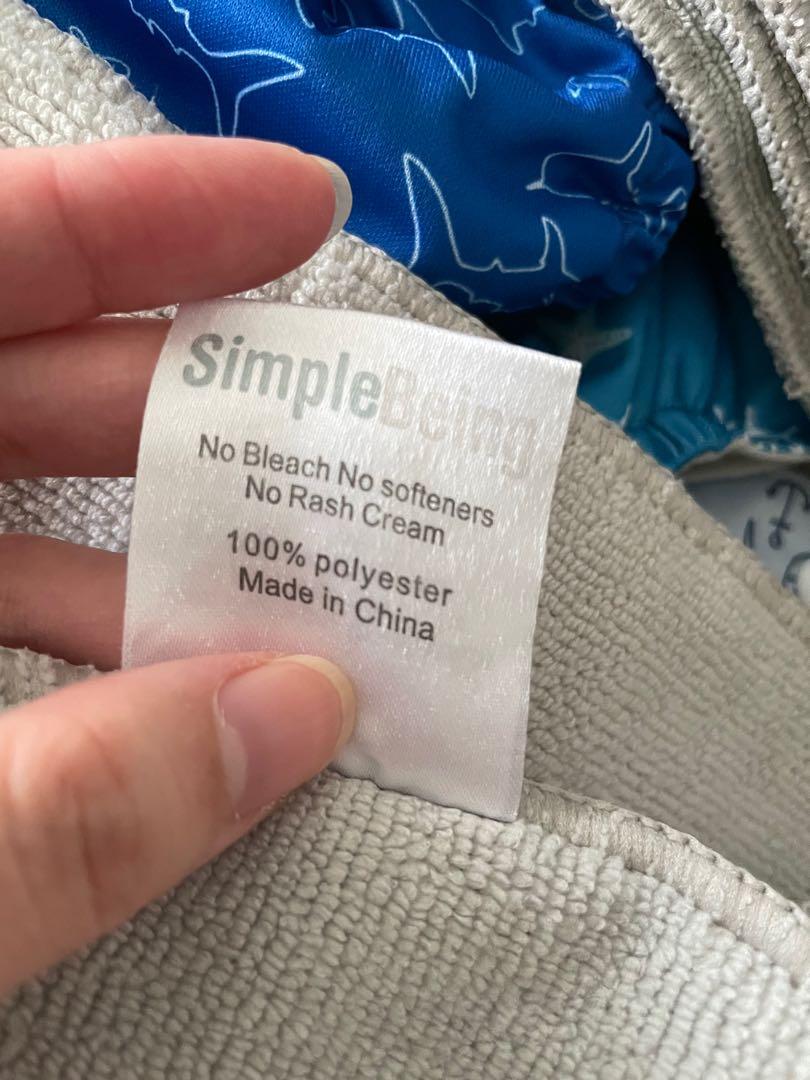 SimpleBeing
No Bleach No softeners
No Rash Cream
100% polyester
Made in China